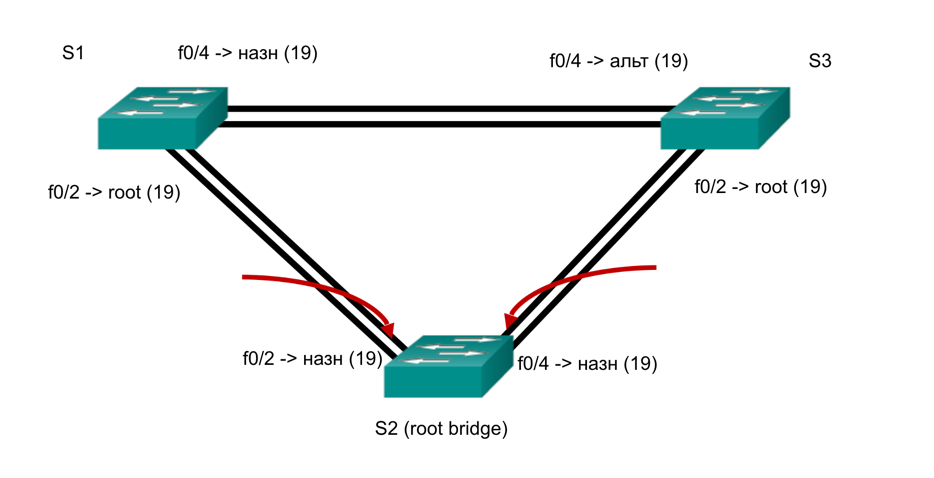 S1
f0/4 -> назн (19)
f0/4 -> альт (19)
S3
f0/2 -> root (19)
f0/2 -> root (19)
f0/2 -> назн (19)
f0/4 -> назн (19)
S2 (root bridge)